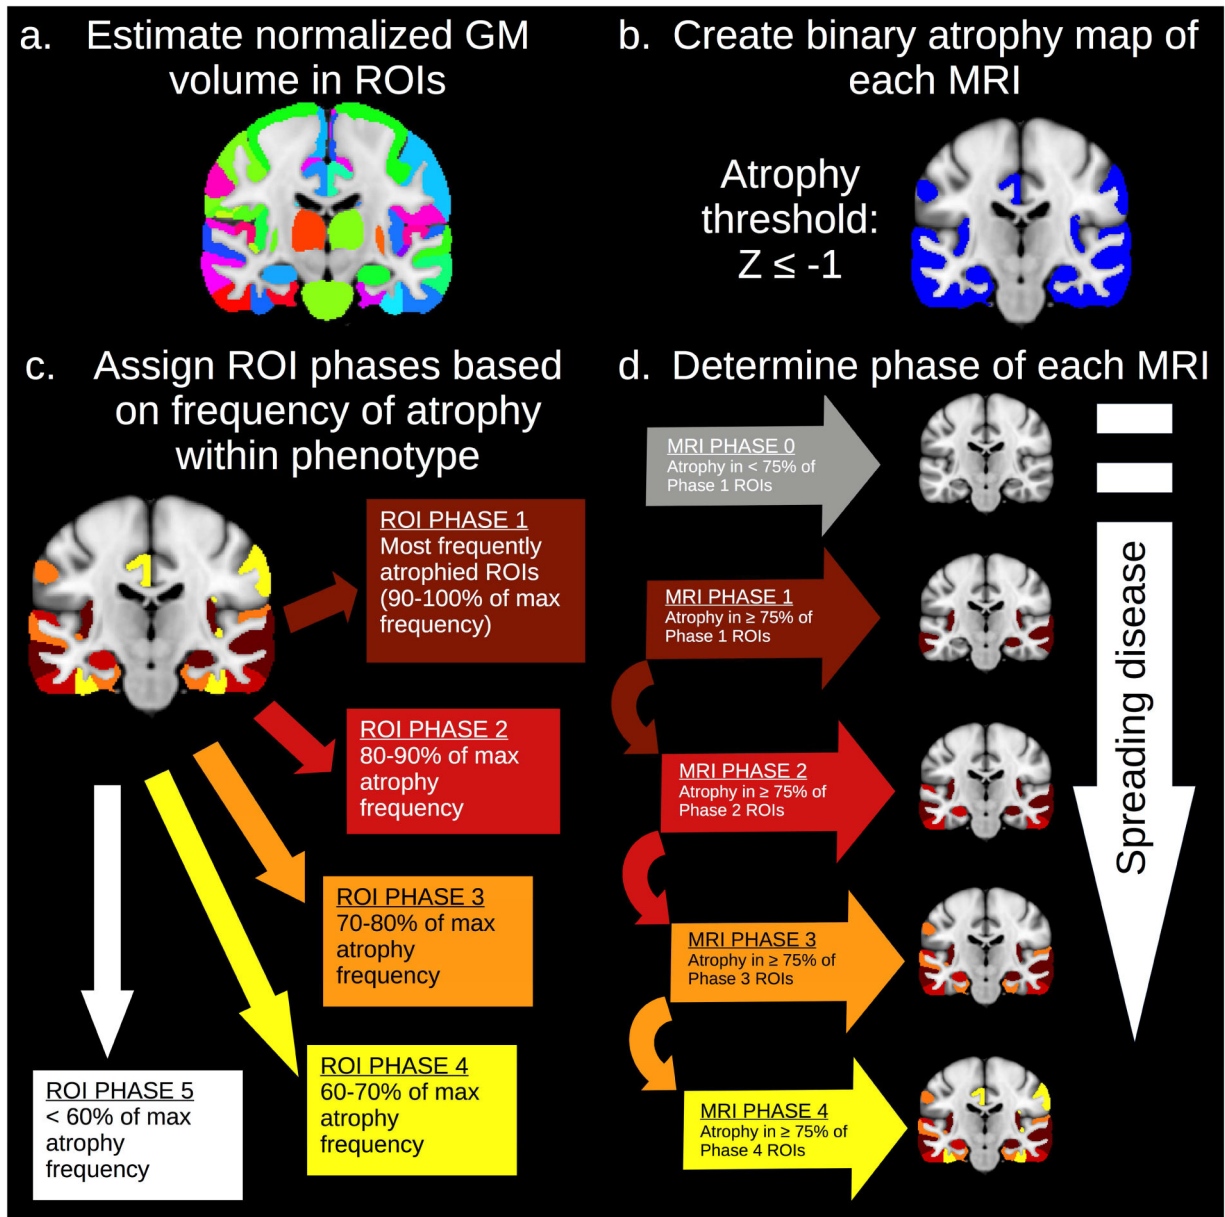 a. Estimate normalized GM
volume in ROIs
b. Create binary atrophy map of
each MRI
Atrophy
threshold:
Z ≤ -1
c. Assign ROI phases based
on frequency of atrophy
within phenotype
ROI PHASE 1
Most frequently
atrophied ROIs
(90-100% of max
frequency)
ROI PHASE 2
80-90% of max
atrophy
frequency
ROI PHASE 3
70-80% of max
atrophy
frequency
ROI PHASE 4
60-70% of max
atrophy
frequency
ROI PHASE 5
< 60% of max
atrophy
frequency
d. Determine phase of each MRI
MRI PHASE 0
Atrophy in < 75% of
Phase 1 ROIs
MRI PHASE 1
Atrophy in ≥ 75% of
Phase 1 ROIs
MRI PHASE 2
Atrophy in ≥ 75% of
Phase 2 ROIs
MRI PHASE 3
Atrophy in ≥ 75% of
Phase 3 ROIs
MRI PHASE 4
Atrophy in ≥ 75% of
Phase 4 ROIs
Spreading disease